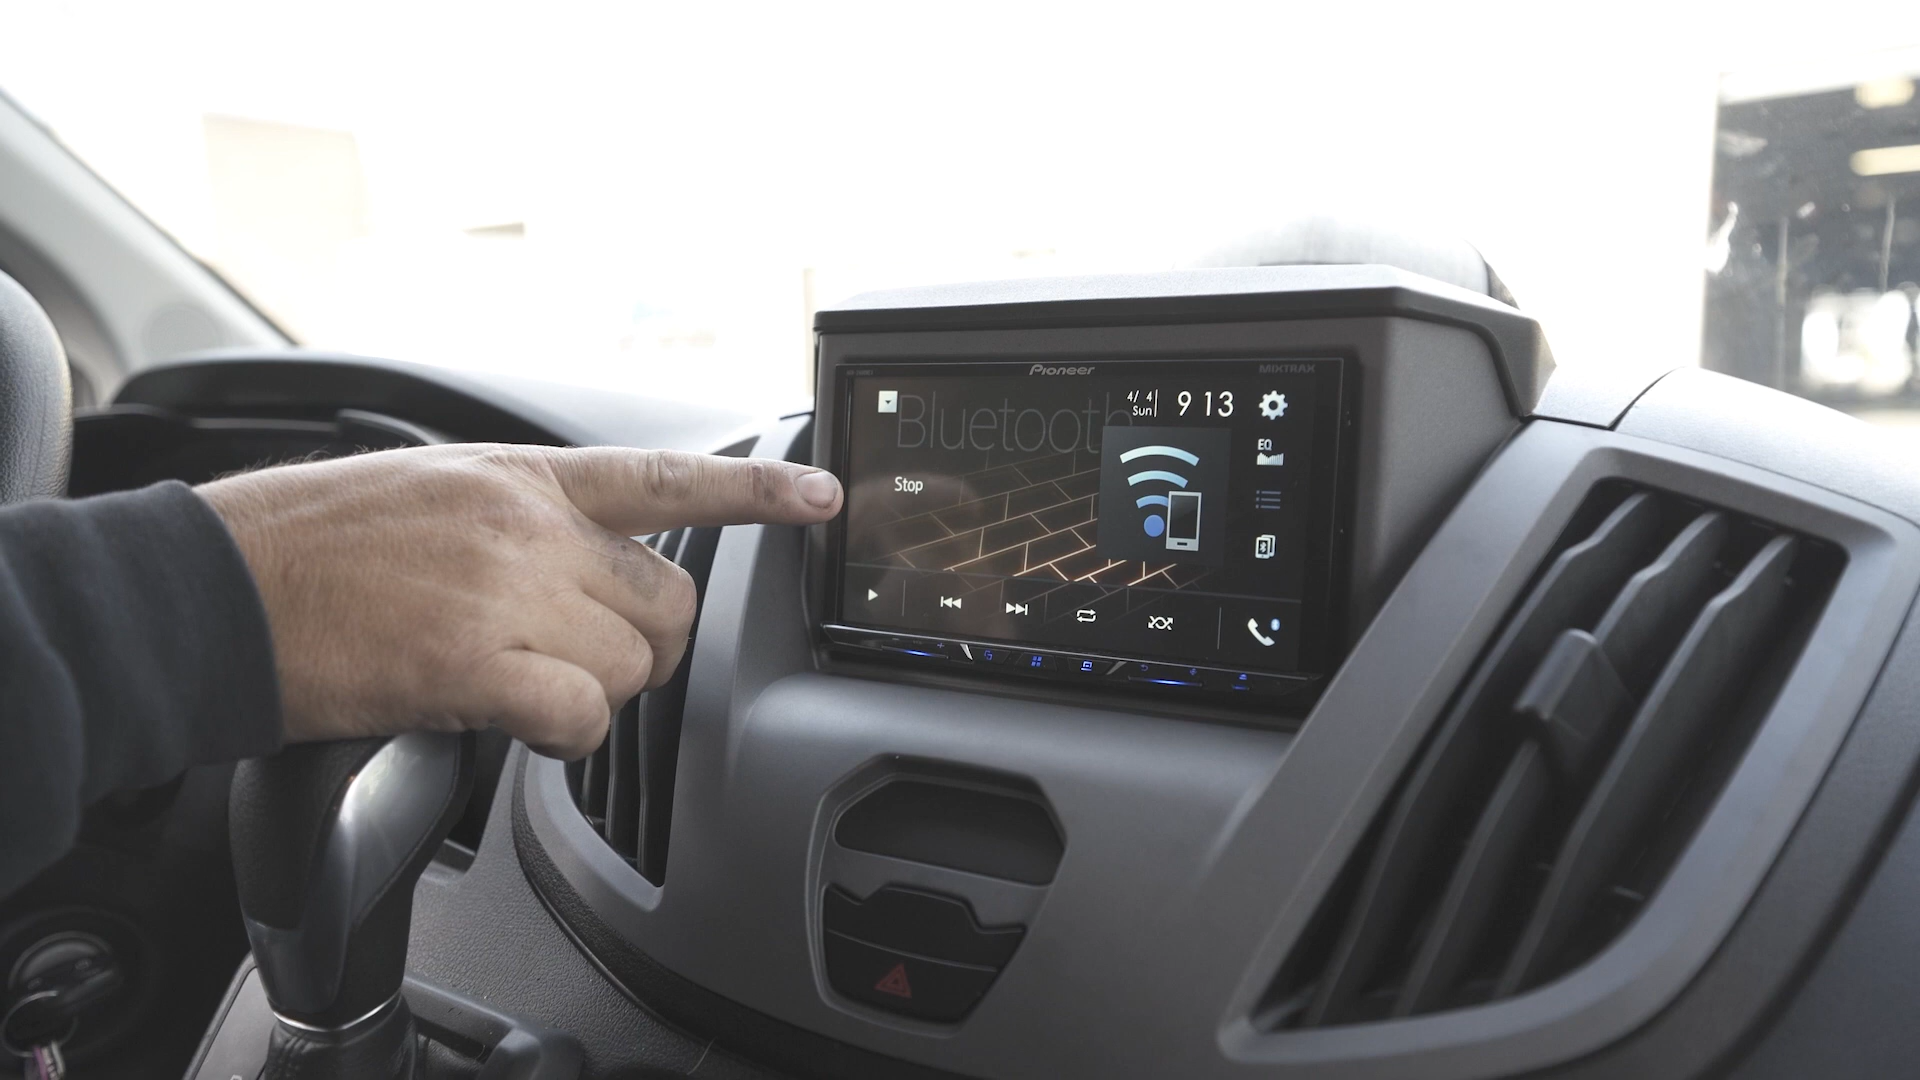 Pioneer
MIXTRAX
Bluetooth
4/ 4
Sun
9 13
EQ
Stop